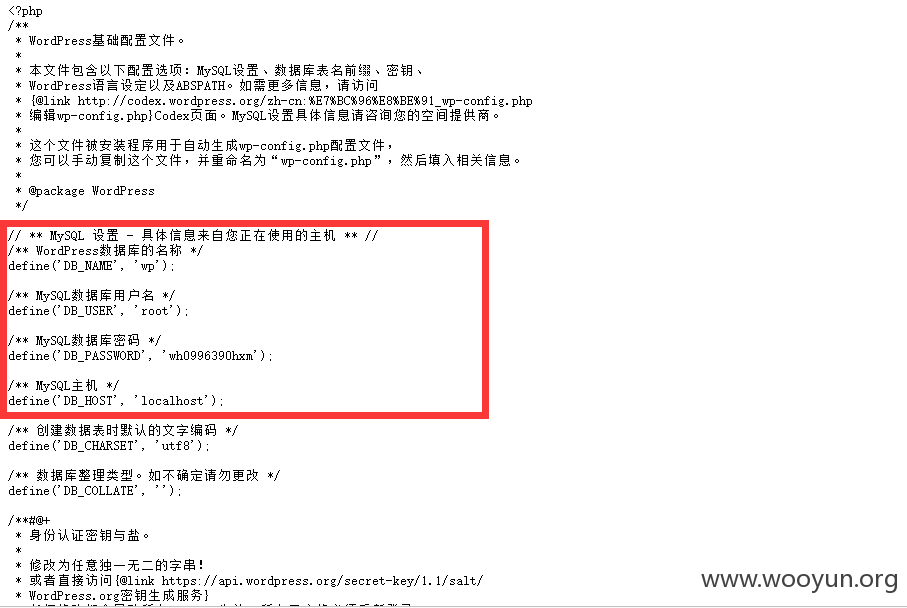 <?php
/**
 * WordPress基础配置文件。
 *
 * 本文件包含以下配置选项：MySQL设置、数据库表名前缀、密钥、
 * WordPress语言设定以及ABSPATH。如需更多信息，请访问
 * {@link http://codex.wordpress.org/zh-cn:%E7%BC%96%E8%BE%91_wp-config.php
 * 编辑wp-config.php}Codex页面。MySQL设置具体信息请咨询您的空间提供商。
 *
 * 这个文件被安装程序用于自动生成wp-config.php配置文件，
 * 您可以手动复制这个文件，并重命名为“wp-config.php”，然后填入相关信息。
 *
 * @package WordPress
 */
// ** MySQL 设置 - 具体信息来自您正在使用的主机 ** //
/** WordPress数据库的名称 */
define('DB_NAME', 'wp');
/** MySQL数据库用户名 */
define('DB_USER', 'root');
/** MySQL数据库密码 */
define('DB_PASSWORD', 'wh0996390hxm');
/** MySQL主机 */
define('DB_HOST', 'localhost');
/** 创建数据表时默认的文字编码 */
define('DB_CHARSET', 'utf8');
/** 数据库整理类型。如不确定请勿更改 */
define('DB_COLLATE', '');
/**#@+
 * 身份认证密钥与盐。
 *
 * 修改为任意独一无二的字串！
 * 或者直接访问{@link https://api.wordpress.org/secret-key/1.1/salt/
 * WordPress.org密钥生成服务}
www.wooyun.org